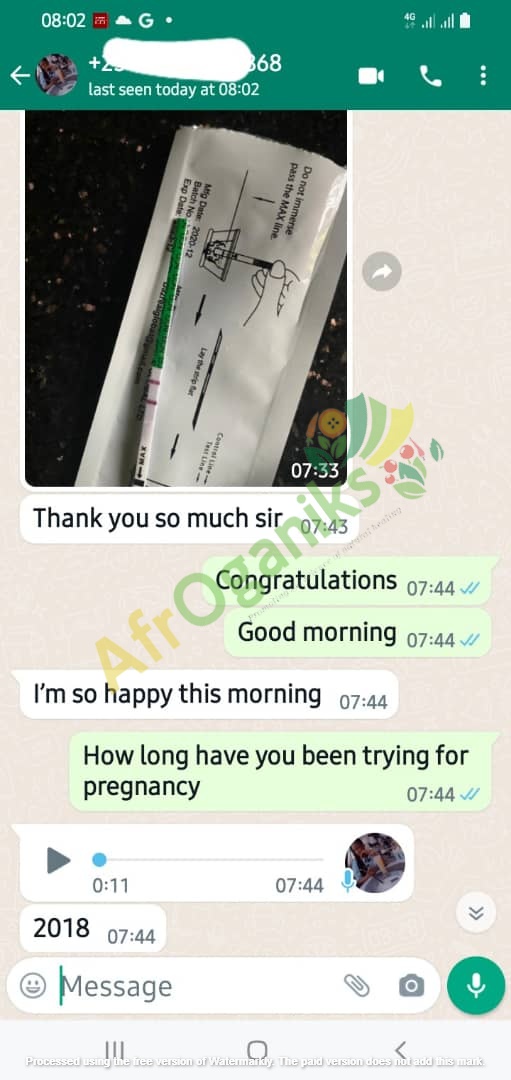 08:02
G
4G
68
last seen today at 08:02
Do not immerse
pass the MAX line.
Mfg Date: 2020-12
Batch No.
Exp Date:
Lay the strip flat
Control Line
Test Line
MAX
07:33
Thank you so much sir 07:43
Congratulations 07:44
Good morning 07:44
AfrOganiks
I'm so happy this morning 07:44
How long have you been trying for
pregnancy 07:44
0:11 07:44
2018 07:44
Message
Processed using the free version of Watermarkly. The paid version does not add this mark.